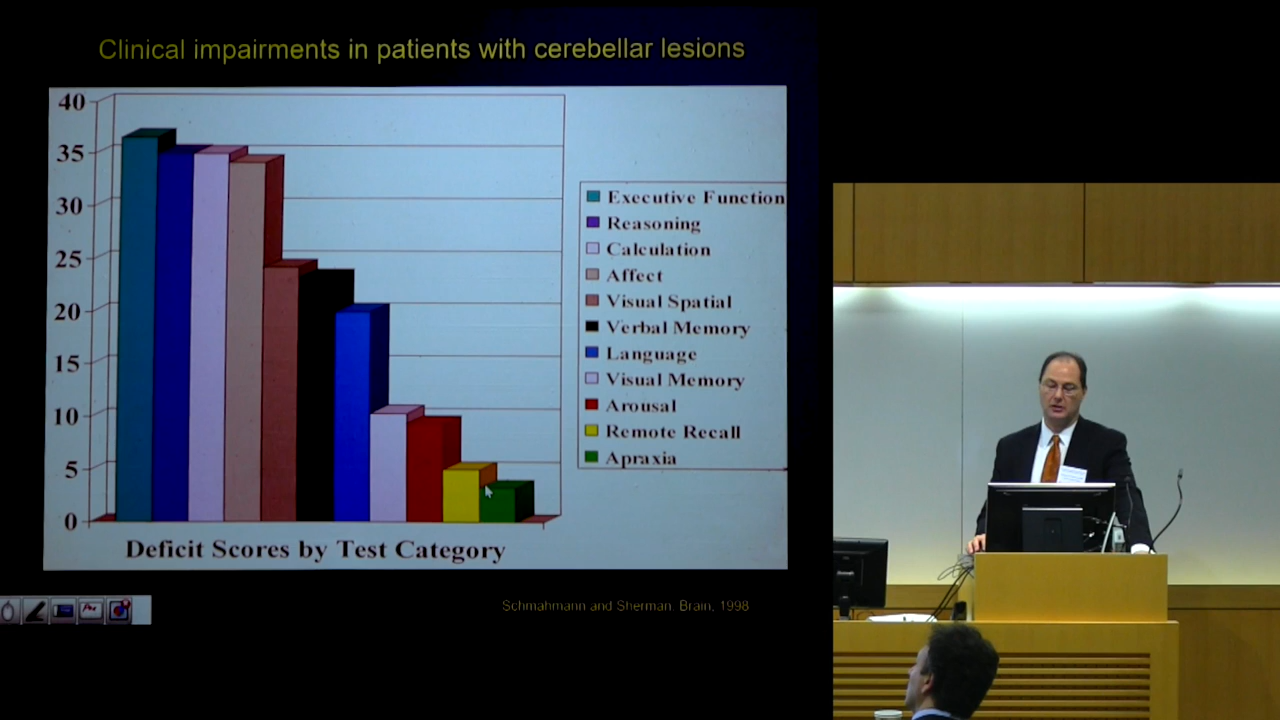 Clinical impairments in patients with cerebellar lesions
40
35
30
25
20
15
10
5
0
Executive Function
Reasoning
Calculation
Affect
Visual Spatial
Verbal Memory
Language
Visual Memory
Arousal
Remote Recall
Apraxia
Deficit Scores by Test Category
Schmahmann and Sherman. Brain, 1998